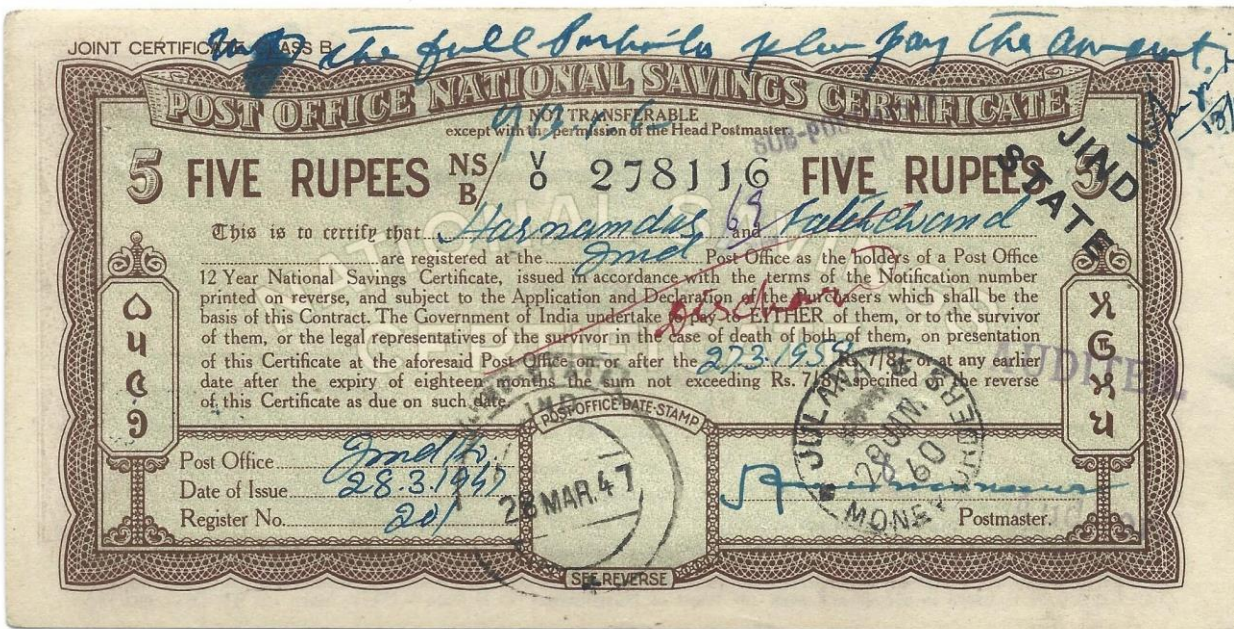 JOINT CERTIFICATE CLASS B
the full pay the amount.
POST OFFICE NATIONAL SAVINGS CERTIFICATE
NOT TRANSFERABLE
except with the permission of the Head Postmaster
SUB-POS
JIND STATE
5 FIVE RUPEES NS/B V/0 278116 FIVE RUPEES 5
This is to certify that Harnamdas 69 and Fatehchand
are registered at the Jind Post Office as the holders of a Post Office
12 Year National Savings Certificate, issued in accordance with the terms of the Notification number
printed on reverse, and subject to the Application and Declaration of the Purchasers which shall be the
basis of this Contract. The Government of India undertake to pay to EITHER of them, or to the survivor
of them, or the legal representatives of the survivor in the case of death of both of them, on presentation
of this Certificate at the aforesaid Post Office on or after the 27.3.1959 Rs. 7/8/- or at any earlier
date after the expiry of eighteen months the sum not exceeding Rs. 7/8/- specified on the reverse
of this Certificate as due on such date.
Discharged
JIND
POST OFFICE DATE-STAMP
Post Office Jind
Date of Issue 28.3.1947
Register No. 201
28 MAR.47
JULANA
20 JAN. 60
MONEY ORDERS
Postmaster.
SEE REVERSE